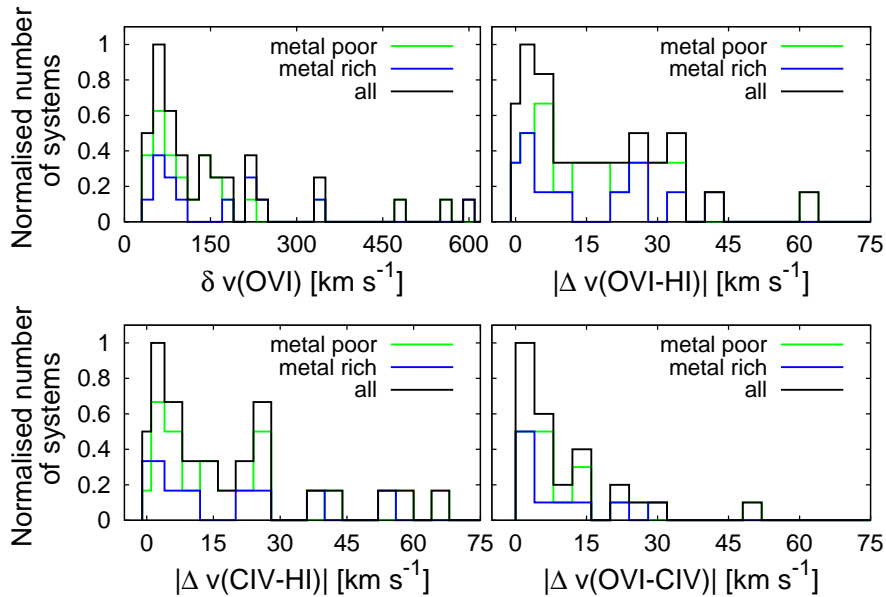 Normalised number
of systems
1
0.8
0.6
0.4
0.2
0
metal poor
metal rich
all
0 150 300 450 600
δ v(OVI) [km s⁻¹]
metal poor
metal rich
all
0 15 30 45 60 75
|Δ v(OVI-HI)| [km s⁻¹]
Normalised number
of systems
1
0.8
0.6
0.4
0.2
0
metal poor
metal rich
all
0 15 30 45 60 75
|Δ v(CIV-HI)| [km s⁻¹]
metal poor
metal rich
all
0 15 30 45 60 75
|Δ v(OVI-CIV)| [km s⁻¹]